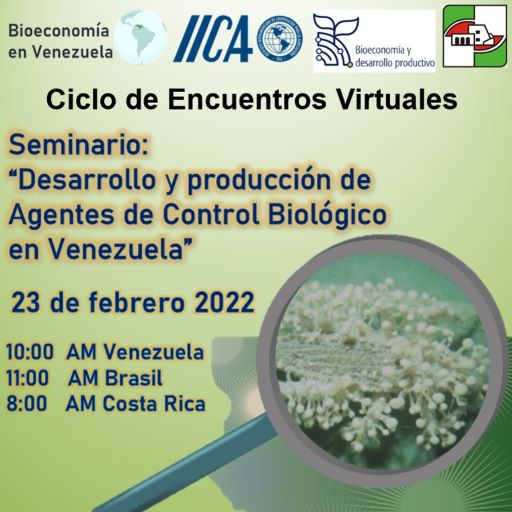 Bioeconomía
en Venezuela
IICA
Bioeconomía y
desarrollo productivo
Ciclo de Encuentros Virtuales
Seminario:
“Desarrollo y producción de
Agentes de Control Biológico
en Venezuela”
23 de febrero 2022
10:00 AM Venezuela
11:00 AM Brasil
8:00 AM Costa Rica